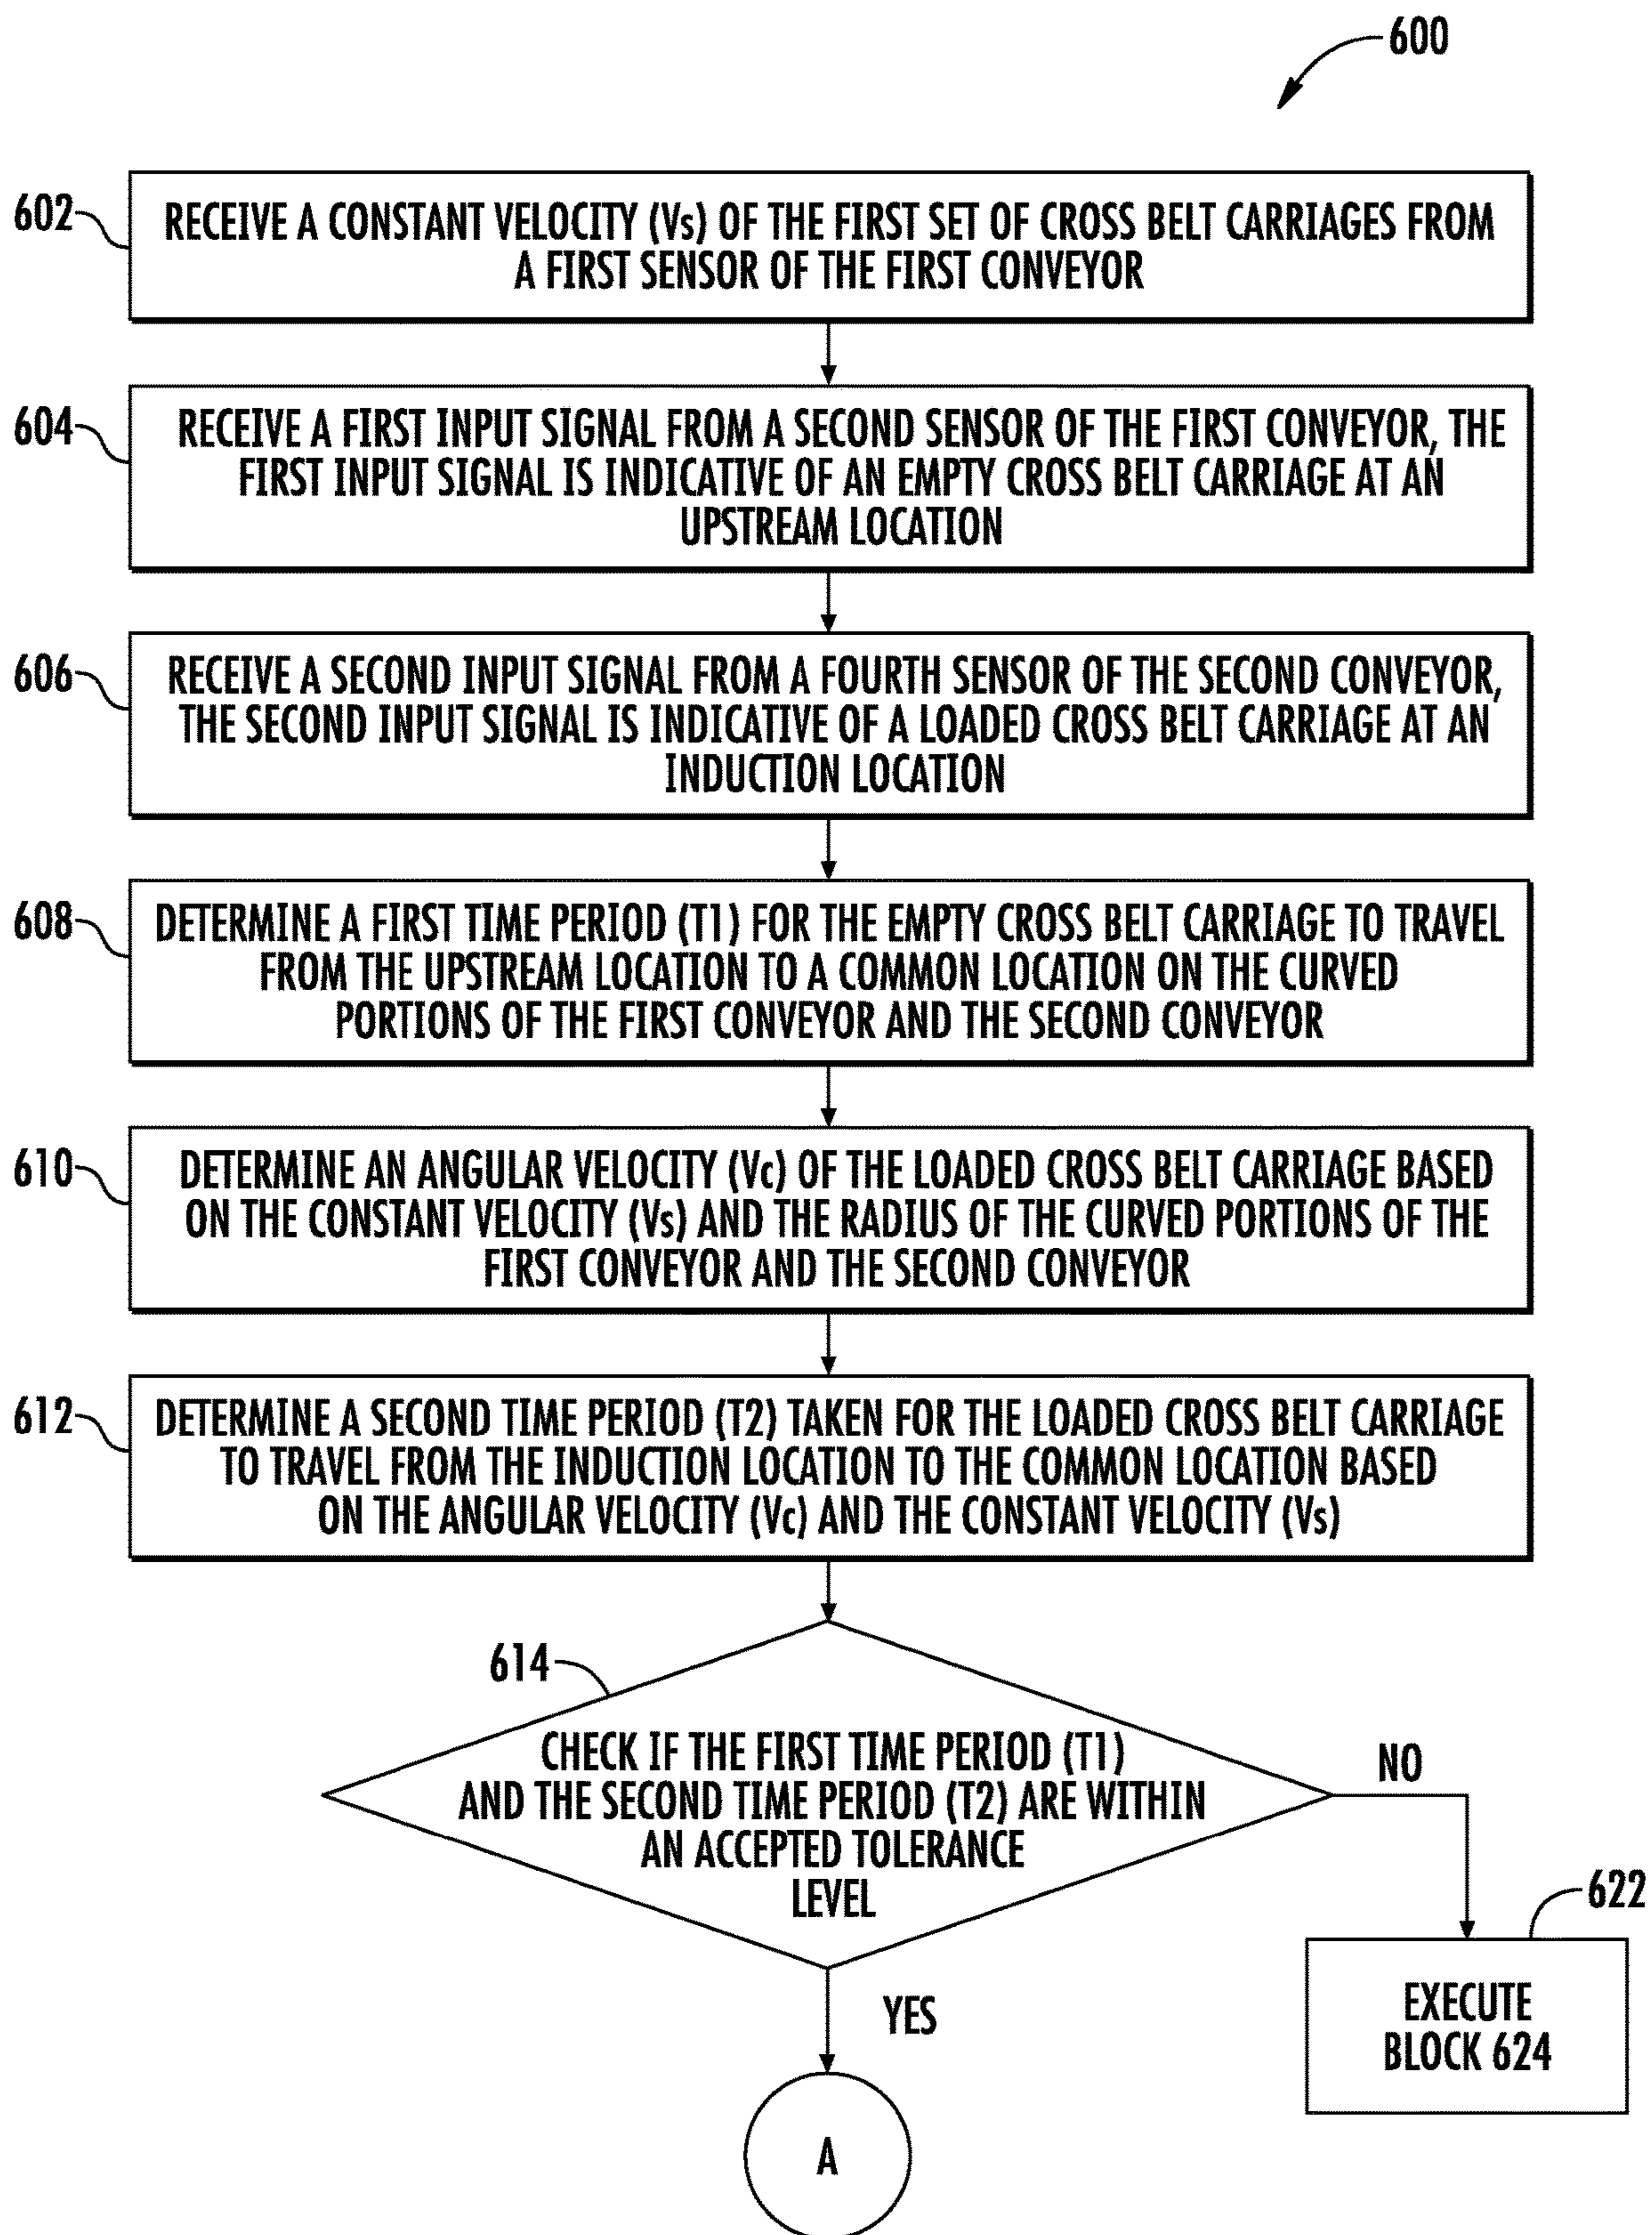 600
602
RECEIVE A CONSTANT VELOCITY (Vs) OF THE FIRST SET OF CROSS BELT CARRIAGES FROM
A FIRST SENSOR OF THE FIRST CONVEYOR
604
RECEIVE A FIRST INPUT SIGNAL FROM A SECOND SENSOR OF THE FIRST CONVEYOR, THE
FIRST INPUT SIGNAL IS INDICATIVE OF AN EMPTY CROSS BELT CARRIAGE AT AN
UPSTREAM LOCATION
606
RECEIVE A SECOND INPUT SIGNAL FROM A FOURTH SENSOR OF THE SECOND CONVEYOR,
THE SECOND INPUT SIGNAL IS INDICATIVE OF A LOADED CROSS BELT CARRIAGE AT AN
INDUCTION LOCATION
608
DETERMINE A FIRST TIME PERIOD (T1) FOR THE EMPTY CROSS BELT CARRIAGE TO TRAVEL
FROM THE UPSTREAM LOCATION TO A COMMON LOCATION ON THE CURVED
PORTIONS OF THE FIRST CONVEYOR AND THE SECOND CONVEYOR
610
DETERMINE AN ANGULAR VELOCITY (Vc) OF THE LOADED CROSS BELT CARRIAGE BASED
ON THE CONSTANT VELOCITY (Vs) AND THE RADIUS OF THE CURVED PORTIONS OF THE
FIRST CONVEYOR AND THE SECOND CONVEYOR
612
DETERMINE A SECOND TIME PERIOD (T2) TAKEN FOR THE LOADED CROSS BELT CARRIAGE
TO TRAVEL FROM THE INDUCTION LOCATION TO THE COMMON LOCATION BASED
ON THE ANGULAR VELOCITY (Vc) AND THE CONSTANT VELOCITY (Vs)
614
CHECK IF THE FIRST TIME PERIOD (T1)
AND THE SECOND TIME PERIOD (T2) ARE WITHIN
AN ACCEPTED TOLERANCE
LEVEL
NO
622
EXECUTE
BLOCK 624
YES
A